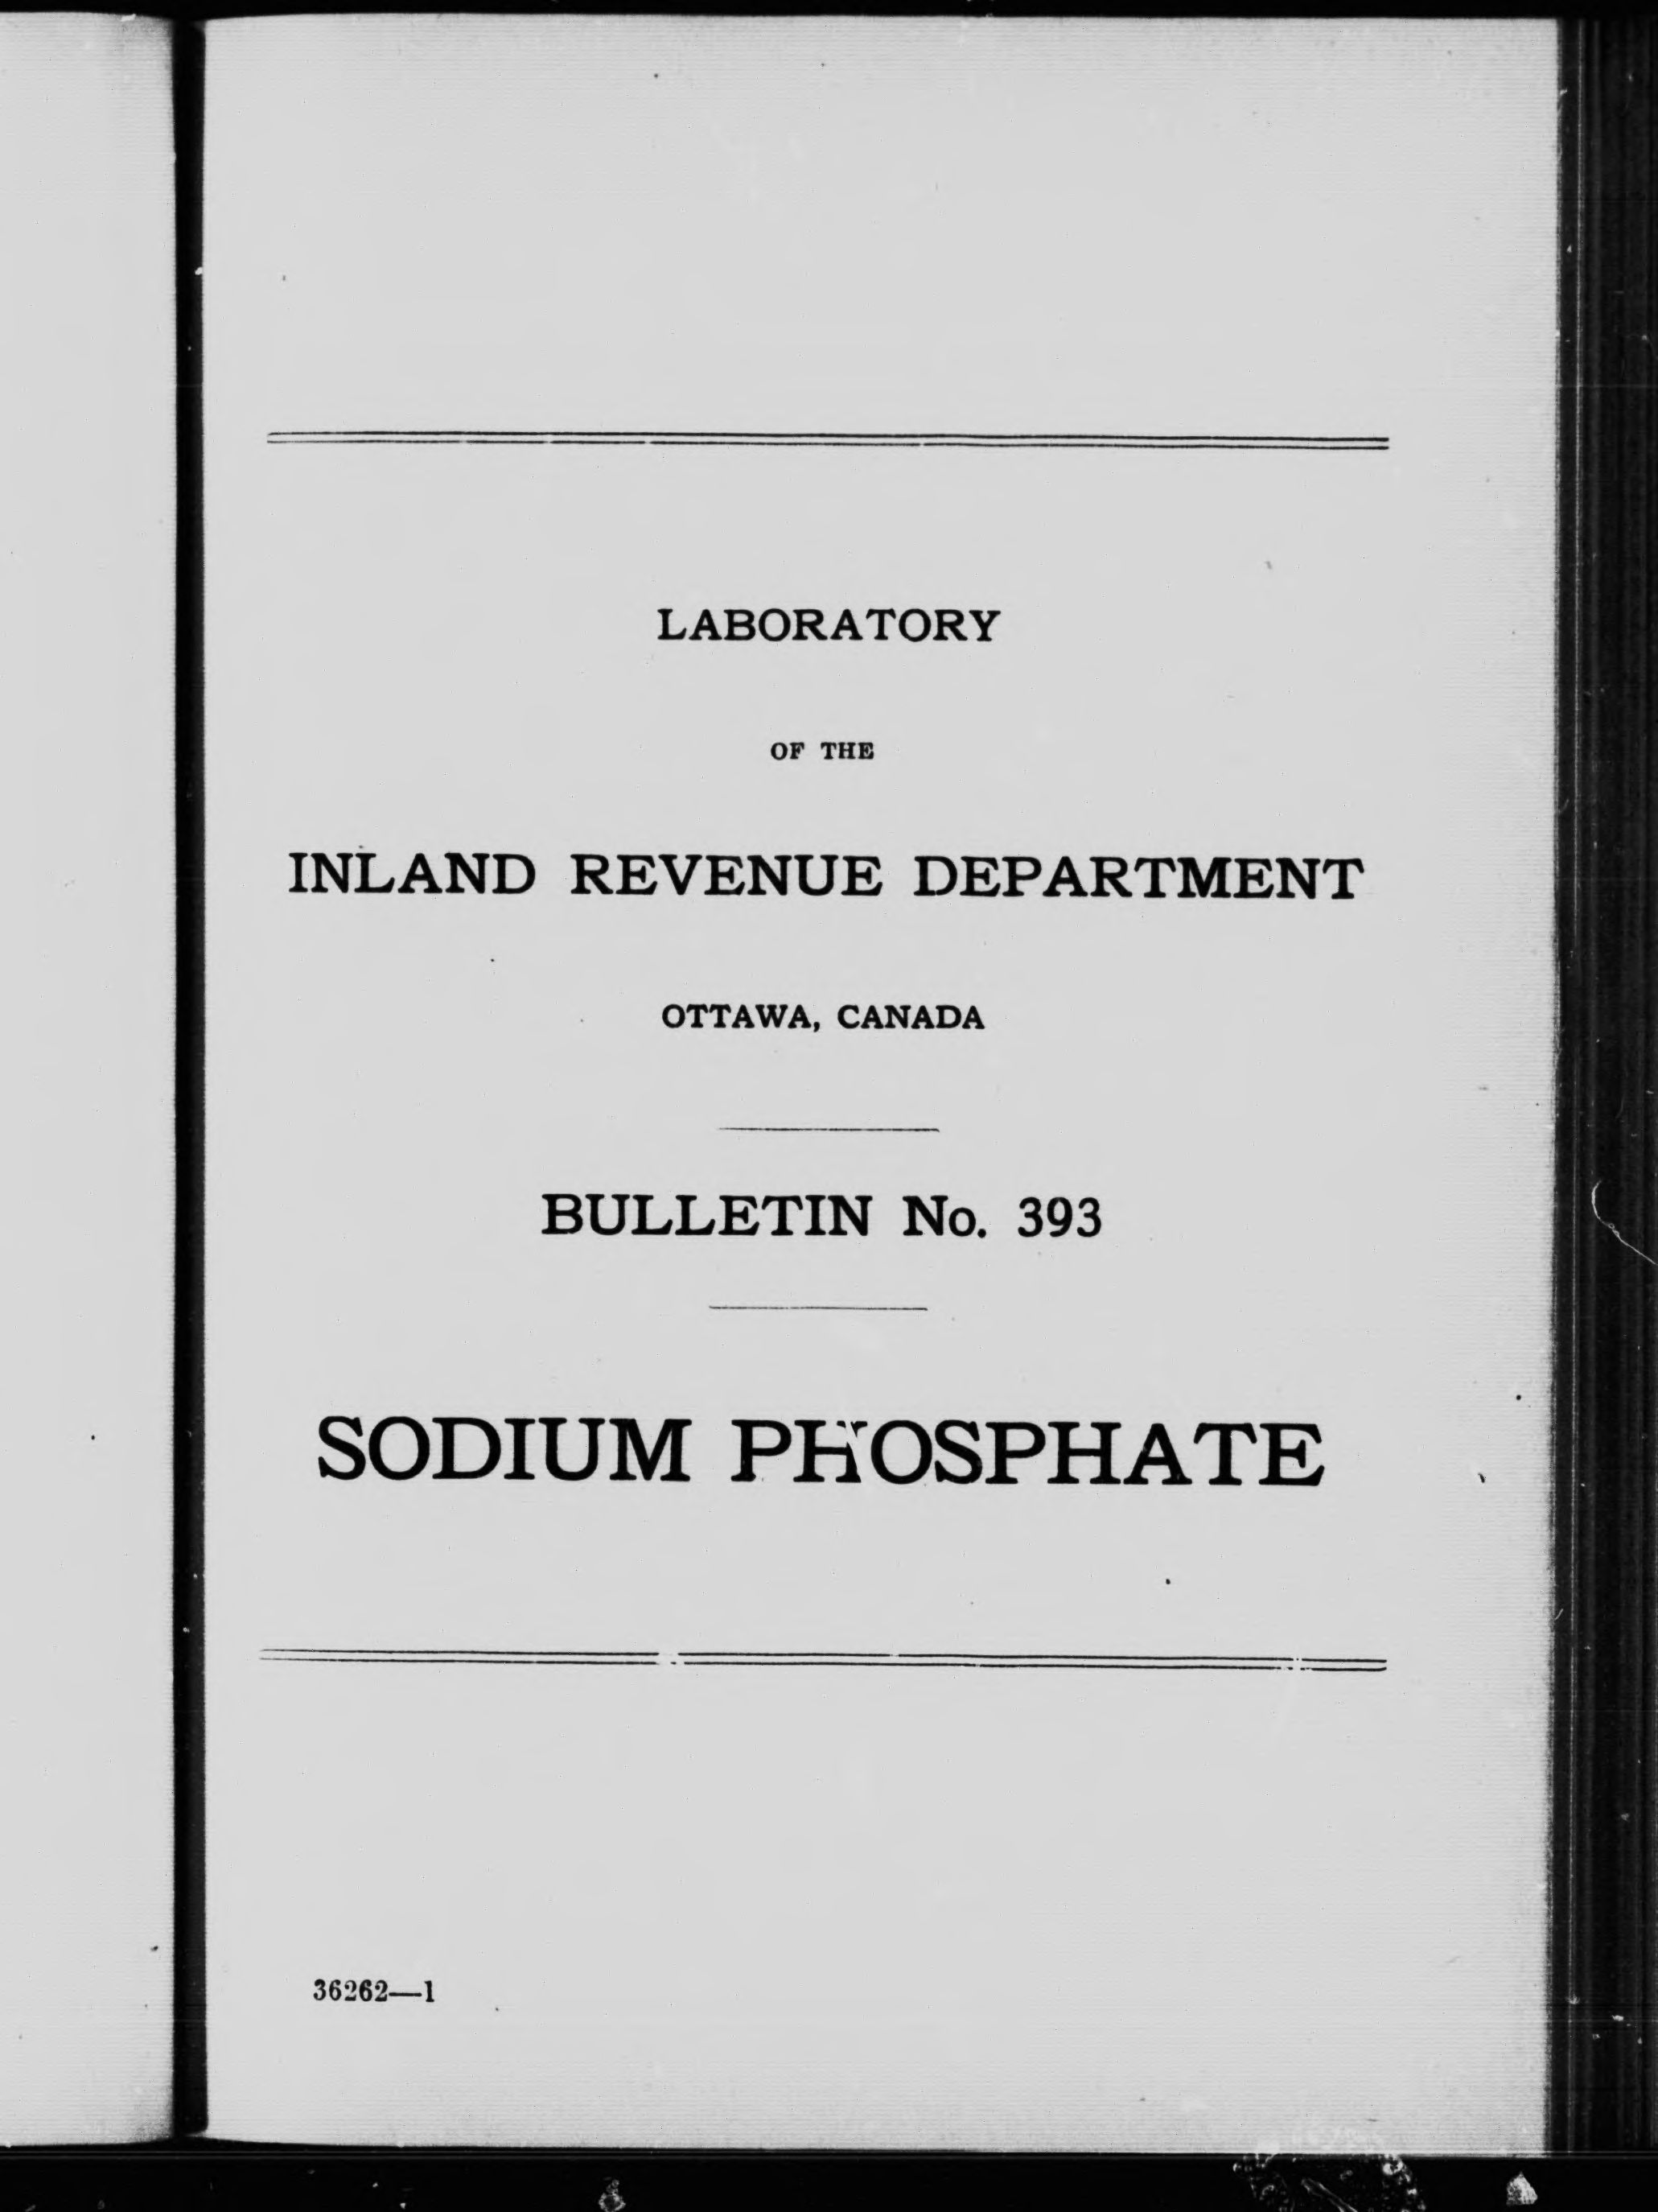 LABORATORY
OF THE
INLAND REVENUE DEPARTMENT
OTTAWA, CANADA
BULLETIN No. 393
SODIUM PHOSPHATE
36262—1